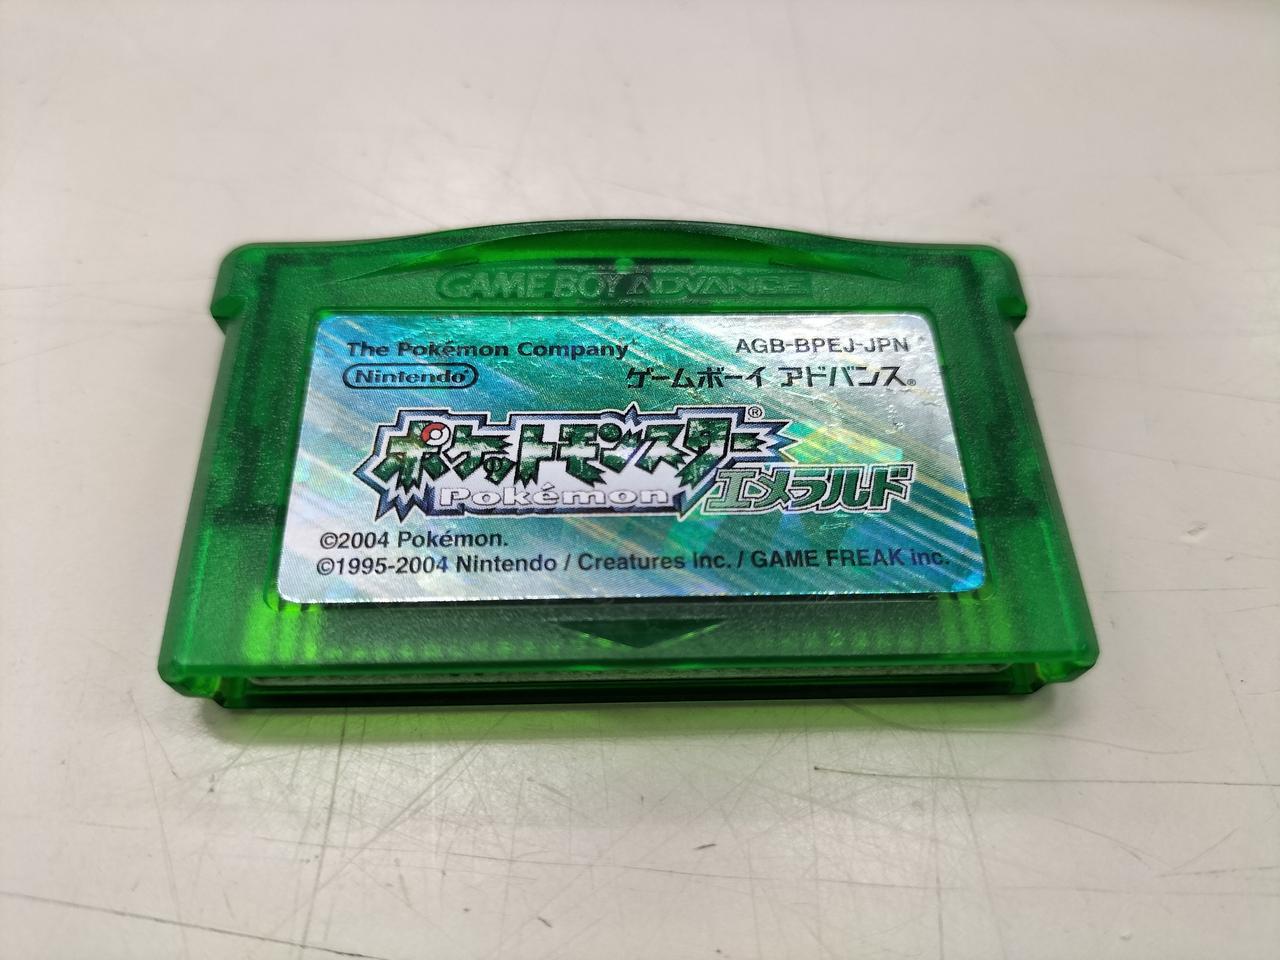 GAME BOY ADVANCE
The Pokémon Company
AGB-BPEJ-JPN
Nintendo®
ゲームボーイ アドバンス®
ポケットモンスター®
Pokémon
エメラルド
©2004 Pokémon.
©1995-2004 Nintendo / Creatures inc. / GAME FREAK inc.